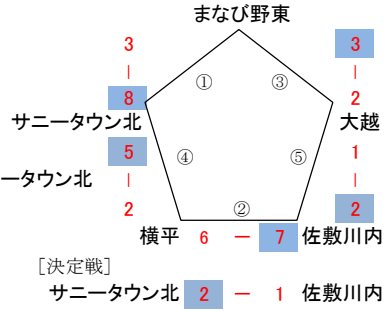 まなび野東
3 3
| ① ③ |
8 2
サニータウン北 大越
5 1
ータウン北 | ④ ⑤ |
2 ② 2
横平 6 － 7 佐敷川内
[決定戦]
サニータウン北 2 － 1 佐敷川内